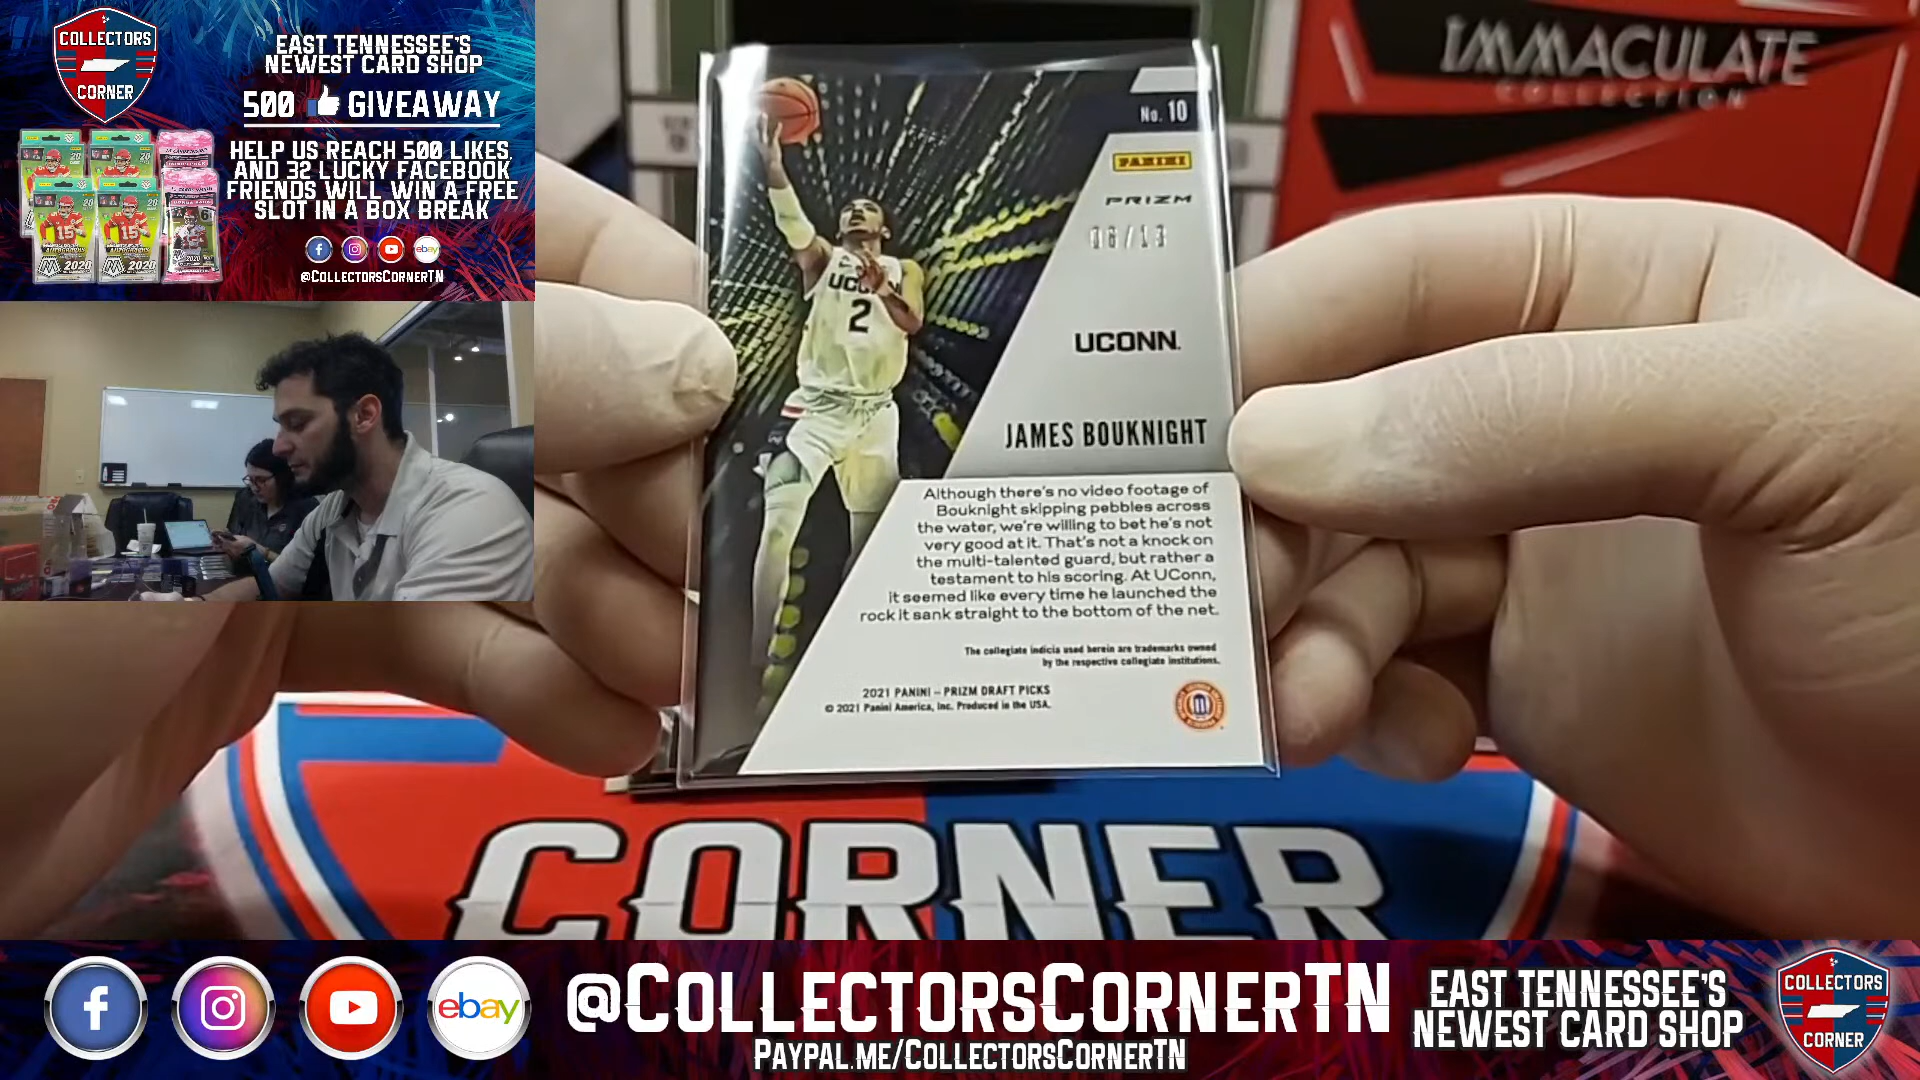 COLLECTORS
CORNER
EAST TENNESSEE'S
NEWEST CARD SHOP
500 GIVEAWAY
HELP US REACH 500 LIKES,
AND 32 LUCKY FACEBOOK
FRIENDS WILL WIN A FREE
SLOT IN A BOX BREAK
ebay
@COLLECTORSCORNERTN
IMMACULATE
COLLECTION
No. 10
PANINI
PRIZM
UCONN
2
UCONN
JAMES BOUKNIGHT
Although there's no video footage of
Bouknight skipping pebbles across
the water, we're willing to bet he's not
very good at it. That's not a knock on
the multi-talented guard, but rather a
testament to his scoring. At UConn,
it seemed like every time he launched the
rock it sank straight to the bottom of the net.
The collegiate indicia used herein are trademarks owned
by the respective collegiate institutions.
2021 PANINI – PRIZM DRAFT PICKS
© 2021 Panini America, Inc. Produced in the USA.
CORNER
ebay
@COLLECTORSCORNERTN
PAYPAL.ME/COLLECTORSCORNERTN
EAST TENNESSEE'S
NEWEST CARD SHOP
COLLECTORS
CORNER